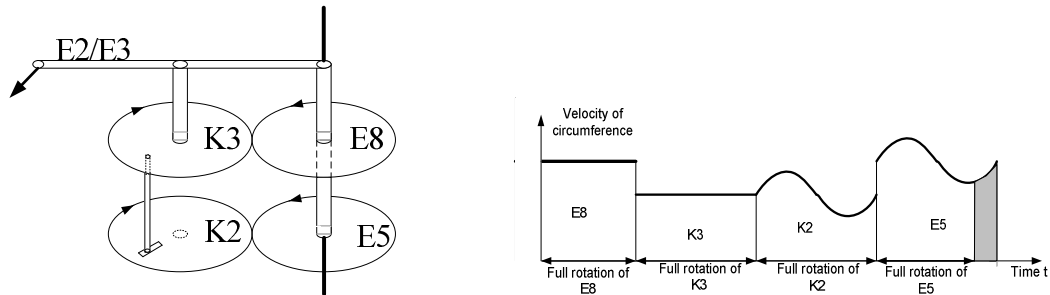 E2/E3
K3
E8
K2
E5
Velocity of
circumference
E8
K3
K2
E5
Full rotation of
E8
Full rotation of
K3
Full rotation of
K2
Full rotation of
E5
Time t